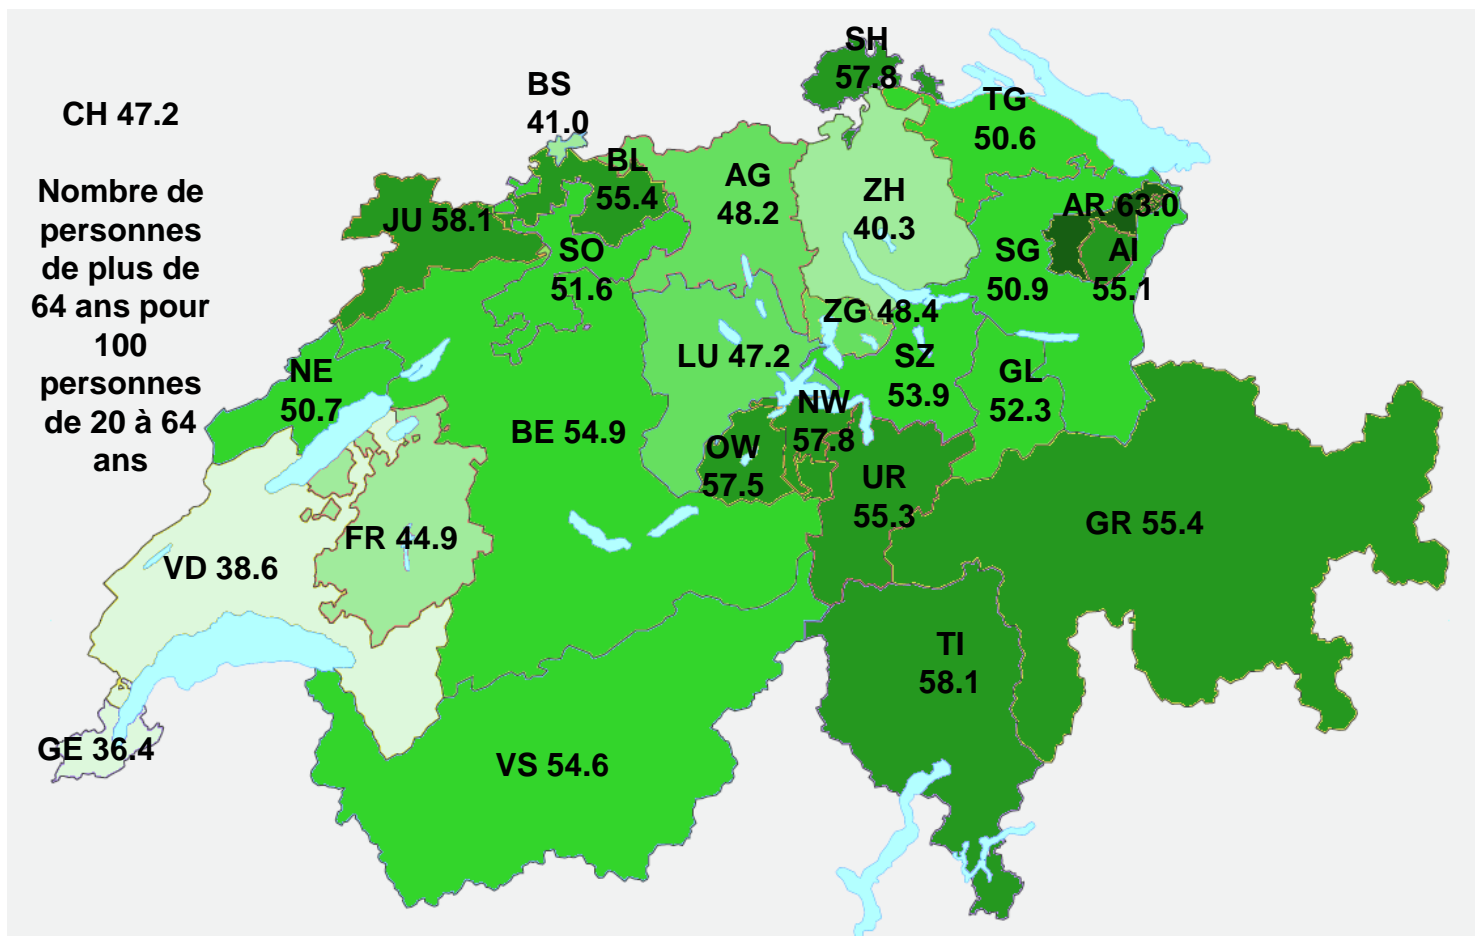 CH 47.2
Nombre de
personnes
de plus de
64 ans pour
100
personnes
de 20 à 64
ans
BS
41.0
SH
57.8
TG
50.6
BL
55.4
AG
48.2
ZH
40.3
AR 63.0
JU 58.1
SO
51.6
SG
50.9
AI
55.1
ZG 48.4
LU 47.2
SZ
53.9
GL
52.3
NE
50.7
BE 54.9
NW
57.8
OW
57.5
UR
55.3
GR 55.4
FR 44.9
VD 38.6
TI
58.1
GE 36.4
VS 54.6